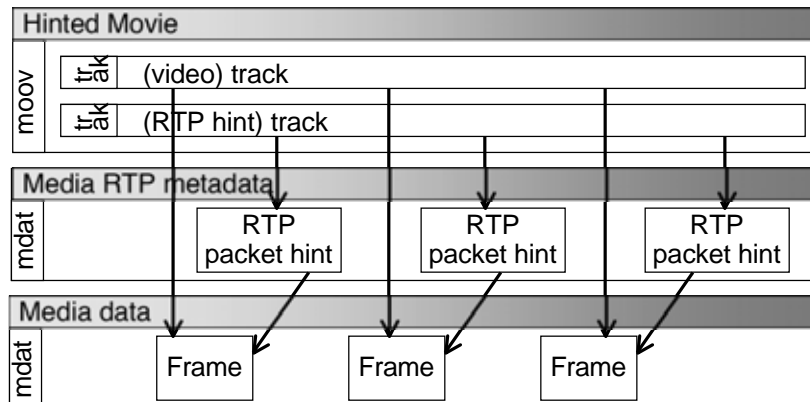 Hinted Movie
moov
trak
(video) track
trak
(RTP hint) track
Media RTP metadata
mdat
RTP
packet hint
RTP
packet hint
RTP
packet hint
Media data
mdat
Frame
Frame
Frame